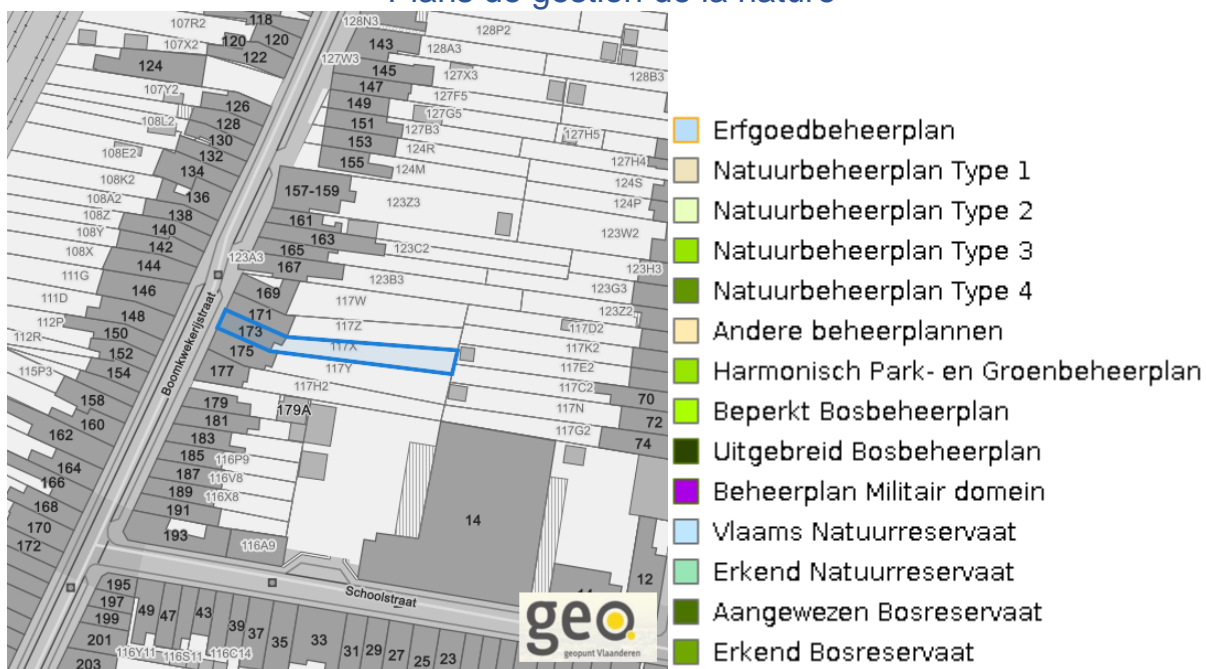 Plans de gestion de la nature
107R2
118
128N3
128P2
107X2
120
120
143
128A3
122
127W3
124
145
127X3
128B3
107Y2
147
127F5
126
149
127G5
108L2
128
151
127B3
127H5
130
153
124R
108E2
132
155
124M
127H4
134
124S
108K2
157-159
124P
136
123Z3
108A2
138
161
123W2
108Z
140
163
108Y
142
165
123C2
108X
144
123A3
167
123H3
111G
123B3
123G3
146
169
111D
117W
123Z2
148
171
117Z
117D2
112P
150
173
117X
117K2
112R
152
175
117Y
117E2
115P3
154
177
117H2
117C2
70
158
179
179A
117N
160
181
72
162
183
117G2
74
185
116P9
164
187
116V8
166
189
116X8
168
191
14
170
193
172
116A9
12
14
195
197
199
201
203
49
47
43
39
37
35
33
31
29
27
25
23
116Y11
116S11
116C14
Boomkwekerijstraat
Schoolstraat
geo.
geopunt Vlaanderen
Erfgoedbeheerplan
Natuurbeheerplan Type 1
Natuurbeheerplan Type 2
Natuurbeheerplan Type 3
Natuurbeheerplan Type 4
Andere beheerplannen
Harmonisch Park- en Groenbeheerplan
Beperkt Bosbeheerplan
Uitgebreid Bosbeheerplan
Beheerplan Militair domein
Vlaams Natuurreservaat
Erkend Natuurreservaat
Aangewezen Bosreservaat
Erkend Bosreservaat